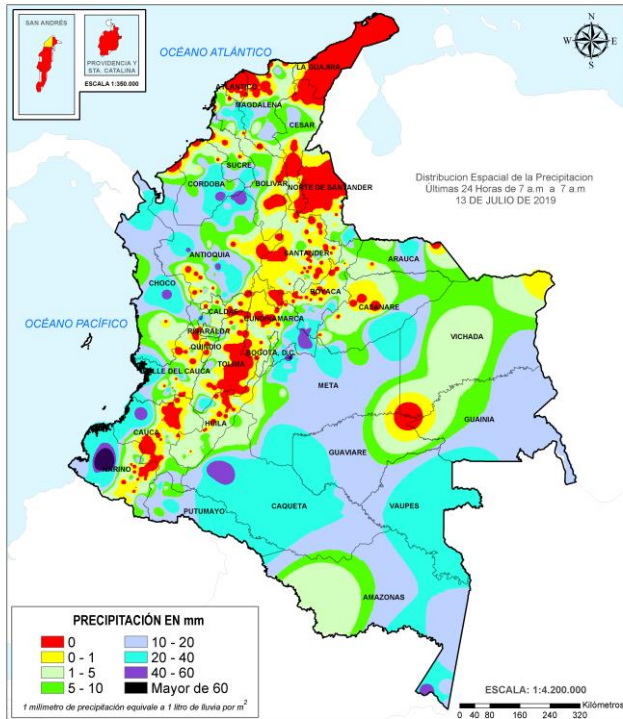 SAN ANDRÉS
PROVIDENCIA Y
STA. CATALINA
ESCALA 1:350.000
OCÉANO ATLÁNTICO
N
W
E
S
LA GUAJIRA
ATLANTICO
MAGDALENA
CESAR
SUCRE
CORDOBA
BOLIVAR
NORTE DE SANTANDER
Distribucion Espacial de la Precipitacion
Últimas 24 Horas de 7 a.m a 7 a.m
13 DE JULIO DE 2019
ANTIOQUIA
SANTANDER
ARAUCA
CHOCO
BOYACA
CASANARE
OCÉANO PACÍFICO
CALDAS
CUNDINAMARCA
RISARALDA
VICHADA
QUINDIO
BOGOTA, D.C.
TOLIMA
VALLE DEL CAUCA
META
GUAINIA
HUILA
CAUCA
GUAVIARE
NARIÑO
PUTUMAYO
CAQUETA
VAUPES
AMAZONAS
PRECIPITACIÓN EN mm
0
10 - 20
0 - 1
20 - 40
1 - 5
40 - 60
5 - 10
Mayor de 60
1 milimetro de precipitación equivale a 1 litro de lluvia por m²
ESCALA: 1:4.200.000
Kilómetros
0 40 80 160 240 320